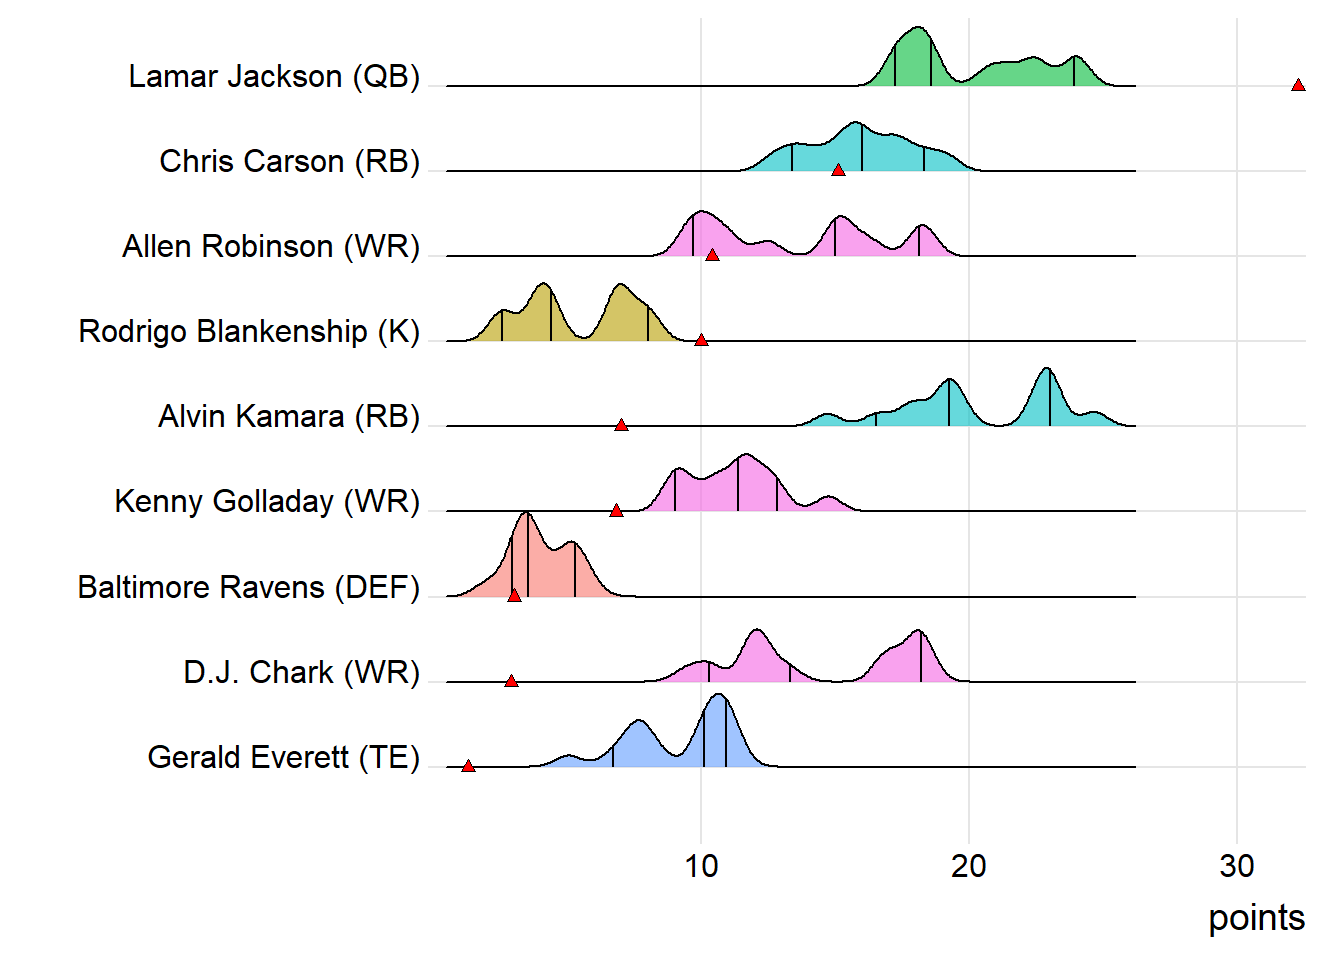 Lamar Jackson (QB)
Chris Carson (RB)
Allen Robinson (WR)
Rodrigo Blankenship (K)
Alvin Kamara (RB)
Kenny Golladay (WR)
Baltimore Ravens (DEF)
D.J. Chark (WR)
Gerald Everett (TE)
10 20 30
points